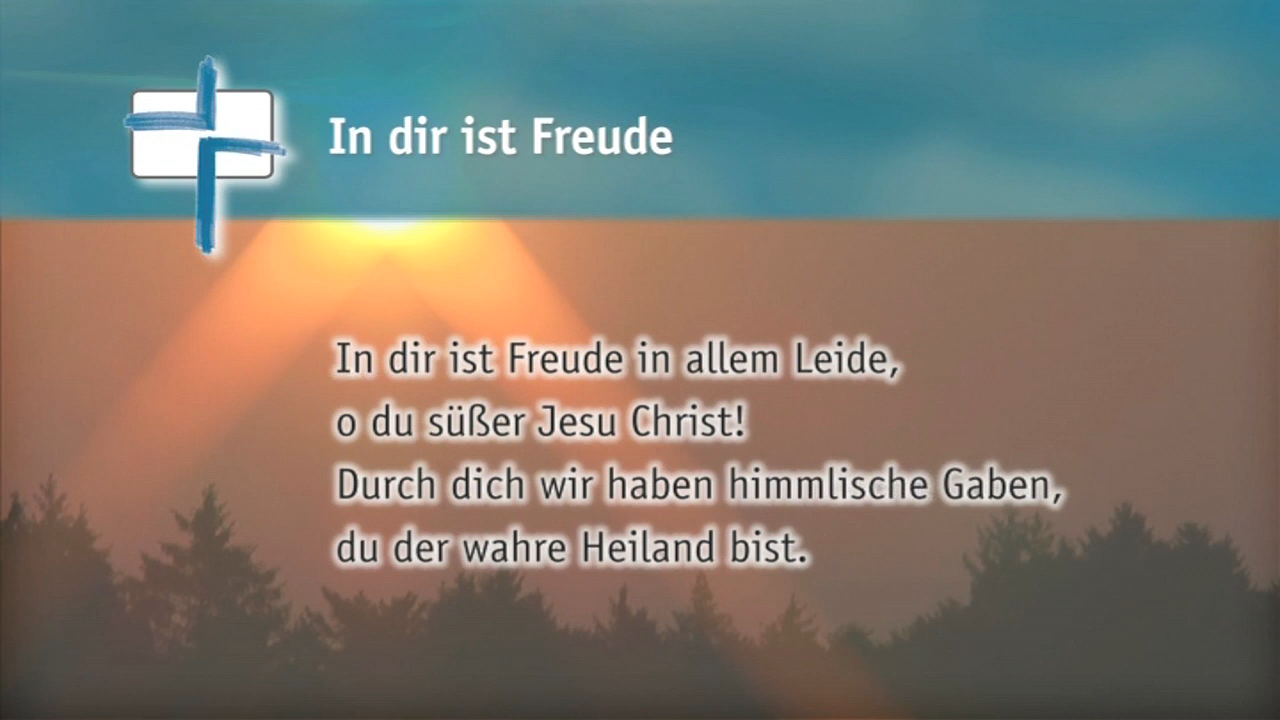 In dir ist Freude
In dir ist Freude in allem Leide,
o du süßer Jesu Christ!
Durch dich wir haben himmlische Gaben,
du der wahre Heiland bist.